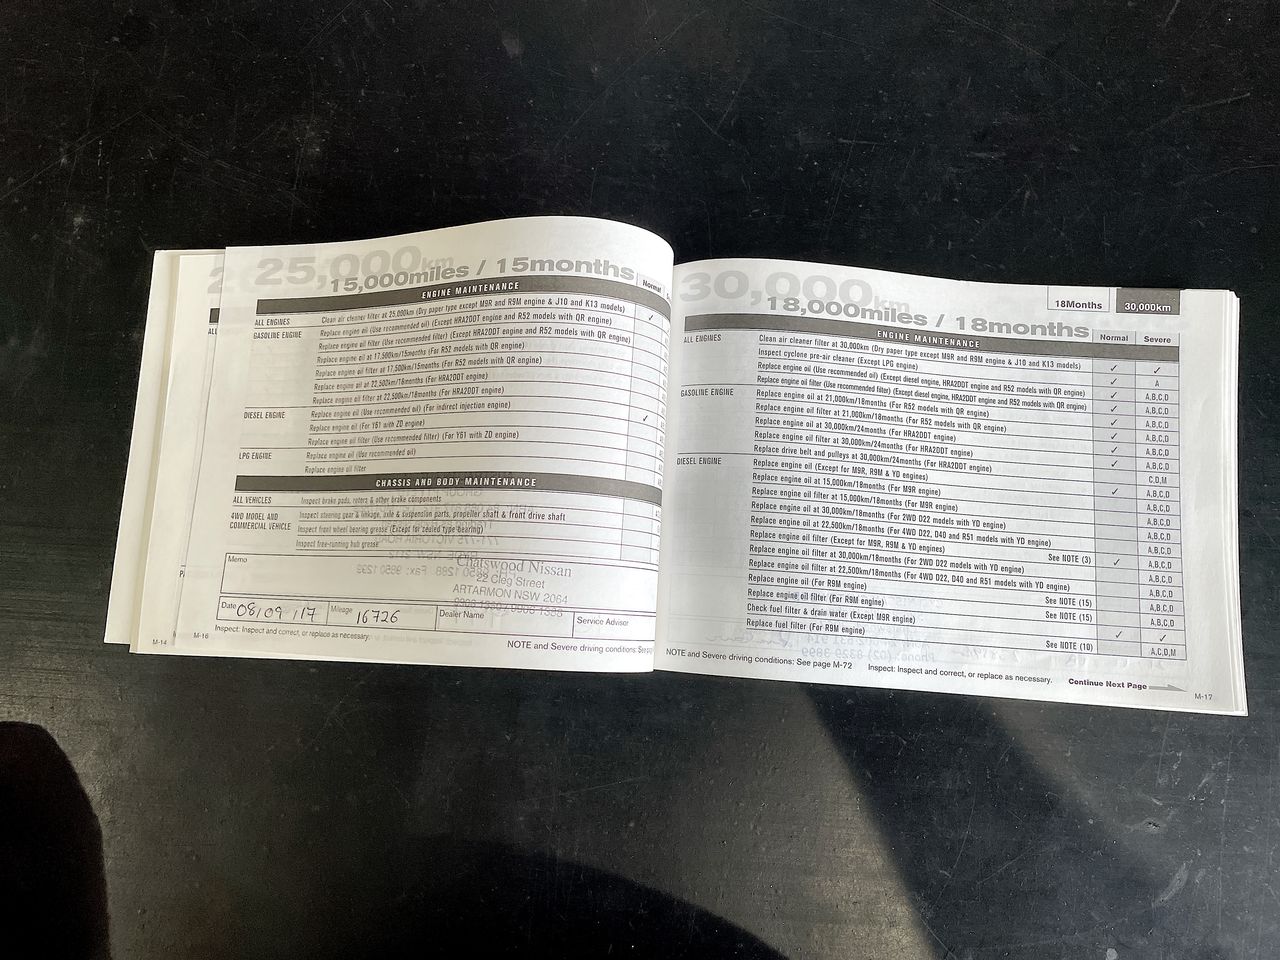 25,000km
15,000miles / 15months
Normal
ENGINE MAINTENANCE
ALL ENGINES Clean air cleaner filter at 25,000km (Dry paper type except M9R and R9M engine & J10 and K13 models) ✓
GASOLINE ENGINE Replace engine oil (Use recommended oil) (Except HRA2DDT engine and R52 models with QR engine)
Replace engine oil filter (Use recommended filter) (Except HRA2DDT engine and R52 models with QR engine)
Replace engine oil at 17,500km/15months (For R52 models with QR engine)
Replace engine oil filter at 17,500km/15months (For R52 models with QR engine)
Replace engine oil at 22,500km/18months (For HRA2DDT engine)
Replace engine oil filter at 22,500km/18months (For HRA2DDT engine)
DIESEL ENGINE Replace engine oil (Use recommended oil) (For indirect injection engine) ✓
Replace engine oil (For Y61 with ZD engine)
Replace engine oil filter (Use recommended filter) (For Y61 with ZD engine)
LPG ENGINE Replace engine oil (Use recommended oil)
Replace engine oil filter
CHASSIS AND BODY MAINTENANCE
ALL VEHICLES Inspect brake pads, rotors & other brake components
4WD MODEL AND COMMERCIAL VEHICLE Inspect steering gear & linkage, axle & suspension parts, propeller shaft & front drive shaft
Inspect front wheel bearing grease (Except for sealed type bearing)
Inspect free-running hub grease
Memo
Chatswood Nissan
22 Cleg Street
ARTARMON NSW 2064
Date 08/09/17 Mileage 16726 Dealer Name Service Advisor
Inspect: Inspect and correct, or replace as necessary.
NOTE and Severe driving conditions: See
M-14 M-16
30,000km
18,000miles / 18months
18Months 30,000km
ENGINE MAINTENANCE Normal Severe
ALL ENGINES Clean air cleaner filter at 30,000km (Dry paper type except M9R and R9M engine & J10 and K13 models) ✓ ✓
Inspect cyclone pre-air cleaner (Except LPG engine) ✓ A
Replace engine oil (Use recommended oil) (Except diesel engine, HRA2DDT engine and R52 models with QR engine) ✓ A,B,C,D
Replace engine oil filter (Use recommended filter) (Except diesel engine, HRA2DDT engine and R52 models with QR engine) ✓ A,B,C,D
GASOLINE ENGINE Replace engine oil at 21,000km/18months (For R52 models with QR engine) ✓ A,B,C,D
Replace engine oil filter at 21,000km/18months (For R52 models with QR engine) ✓ A,B,C,D
Replace engine oil at 30,000km/24months (For HRA2DDT engine) ✓ A,B,C,D
Replace engine oil filter at 30,000km/24months (For HRA2DDT engine) ✓ A,B,C,D
Replace drive belt and pulleys at 30,000km/24months (For HRA2DDT engine) C,D,M
DIESEL ENGINE Replace engine oil (Except for M9R, R9M & YD engines) ✓ A,B,C,D
Replace engine oil at 15,000km/18months (For M9R engine) A,B,C,D
Replace engine oil filter at 15,000km/18months (For M9R engine) A,B,C,D
Replace engine oil at 30,000km/18months (For 2WD D22 models with YD engine) A,B,C,D
Replace engine oil at 22,500km/18months (For 4WD D22, D40 and R51 models with YD engine) A,B,C,D
Replace engine oil filter (Except for M9R, R9M & YD engines) See NOTE (3) ✓ A,B,C,D
Replace engine oil filter at 30,000km/18months (For 2WD D22 models with YD engine) A,B,C,D
Replace engine oil filter at 22,500km/18months (For 4WD D22, D40 and R51 models with YD engine) A,B,C,D
Replace engine oil (For R9M engine) See NOTE (15) A,B,C,D
Replace engine oil filter (For R9M engine) See NOTE (15) A,B,C,D
Check fuel filter & drain water (Except M9R engine) ✓ ✓
Replace fuel filter (For R9M engine) See NOTE (10) A,C,D,M
NOTE and Severe driving conditions: See page M-72 Inspect: Inspect and correct, or replace as necessary. Continue Next Page
M-17